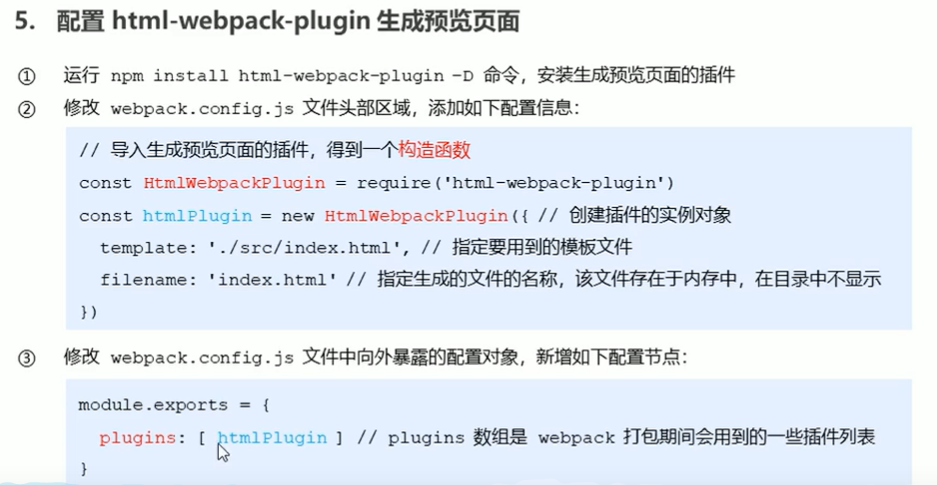 5. 配置 html-webpack-plugin 生成预览页面
① 运行 npm install html-webpack-plugin -D 命令，安装生成预览页面的插件
② 修改 webpack.config.js 文件头部区域，添加如下配置信息：
// 导入生成预览页面的插件，得到一个构造函数
const HtmlWebpackPlugin = require('html-webpack-plugin')
const htmlPlugin = new HtmlWebpackPlugin({ // 创建插件的实例对象
  template: './src/index.html', // 指定要用到的模板文件
  filename: 'index.html' // 指定生成的文件的名称，该文件存在于内存中，在目录中不显示
})
③ 修改 webpack.config.js 文件中向外暴露的配置对象，新增如下配置节点：
module.exports = {
  plugins: [ htmlPlugin ] // plugins 数组是 webpack 打包期间会用到的一些插件列表
}